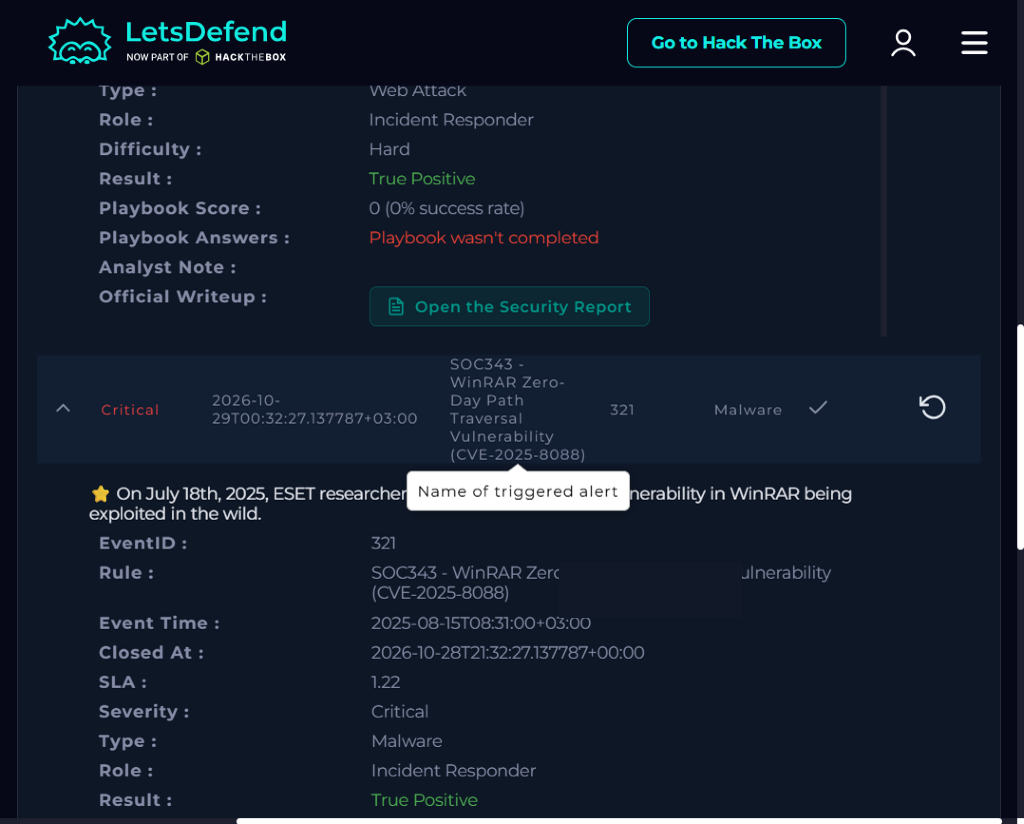 LetsDefend
NOW PART OF HACKTHEBOX
Go to Hack The Box
Type : Web Attack
Role : Incident Responder
Difficulty : Hard
Result : True Positive
Playbook Score : 0 (0% success rate)
Playbook Answers : Playbook wasn't completed
Analyst Note :
Official Writeup : Open the Security Report
SOC343 -
WinRAR Zero-
Day Path
Traversal
Vulnerability
(CVE-2025-8088)
Critical
2026-10-
29T00:32:27.137787+03:00
321
Malware
Name of triggered alert
On July 18th, 2025, ESET researcher nerability in WinRAR being
exploited in the wild.
EventID : 321
Rule : SOC343 - WinRAR Zero ulnerability
(CVE-2025-8088)
Event Time : 2025-08-15T08:31:00+03:00
Closed At : 2026-10-28T21:32:27.137787+00:00
SLA : 1.22
Severity : Critical
Type : Malware
Role : Incident Responder
Result : True Positive